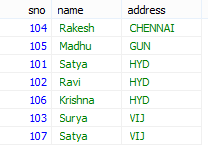 sno name address
104 Rakesh CHENNAI
105 Madhu GUN
101 Satya HYD
102 Ravi HYD
106 Krishna HYD
103 Surya VIJ
107 Satya VIJ